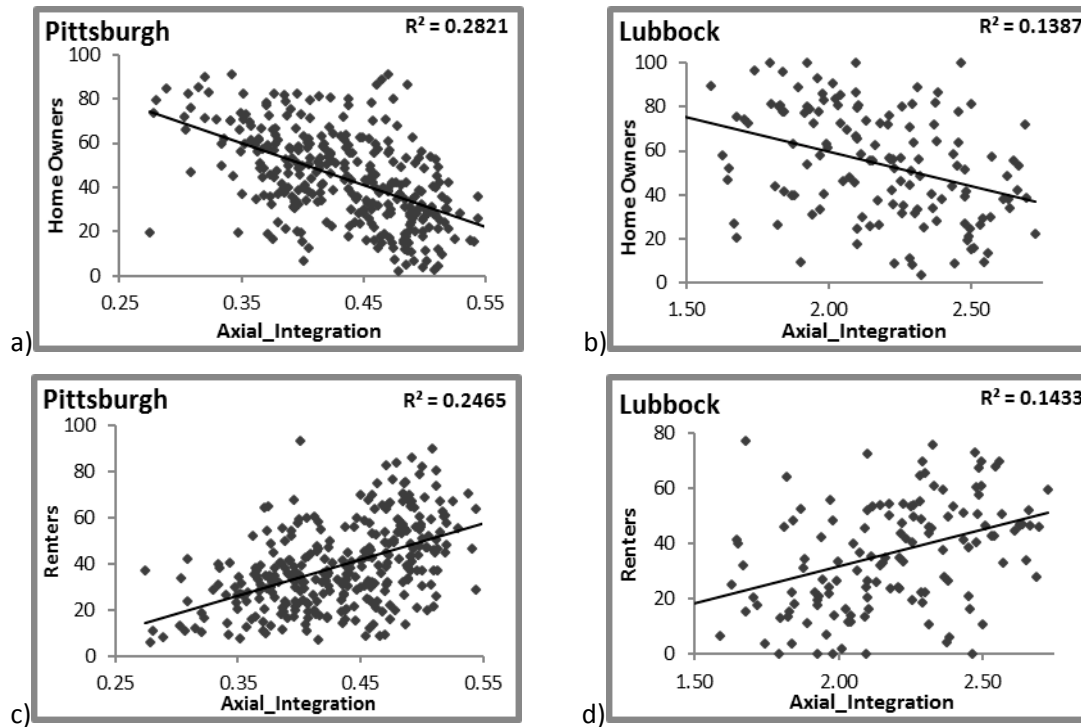 Pittsburgh
R² = 0.2821
100
80
60
40
20
0
Home Owners
0.25 0.35 0.45 0.55
Axial_Integration
a)
Lubbock
R² = 0.1387
100
80
60
40
20
0
Home Owners
1.50 2.00 2.50
Axial_Integration
b)
Pittsburgh
R² = 0.2465
100
80
60
40
20
0
Renters
0.25 0.35 0.45 0.55
Axial_Integration
c)
Lubbock
R² = 0.1433
80
60
40
20
0
Renters
1.50 2.00 2.50
Axial_Integration
d)